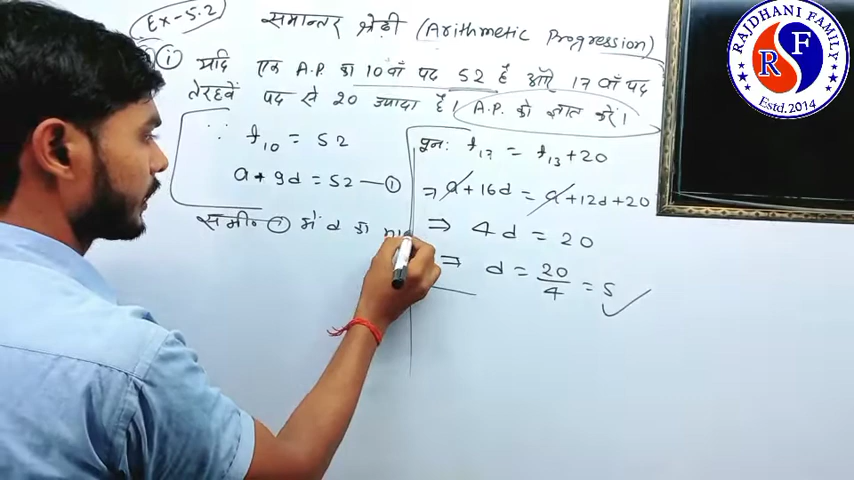 Ex-5.2
समान्तर श्रेढ़ी (Arithmetic Progression)
i यदि एक A.P का 10वाँ पद 52 है और 17वाँ पद
तेरहवें पद से 20 ज्यादा है। A.P को ज्ञात करें।
∵ t₁₀ = 52
a + 9d = 52 — ①
समी० ① में d का
पुनः t₁₇ = t₁₃ + 20
⇒ a + 16d = a + 12d + 20
⇒ 4d = 20
⇒ d = 20/4 = 5 ✓
RAJDHANI FAMILY
R S F
Estd. 2014